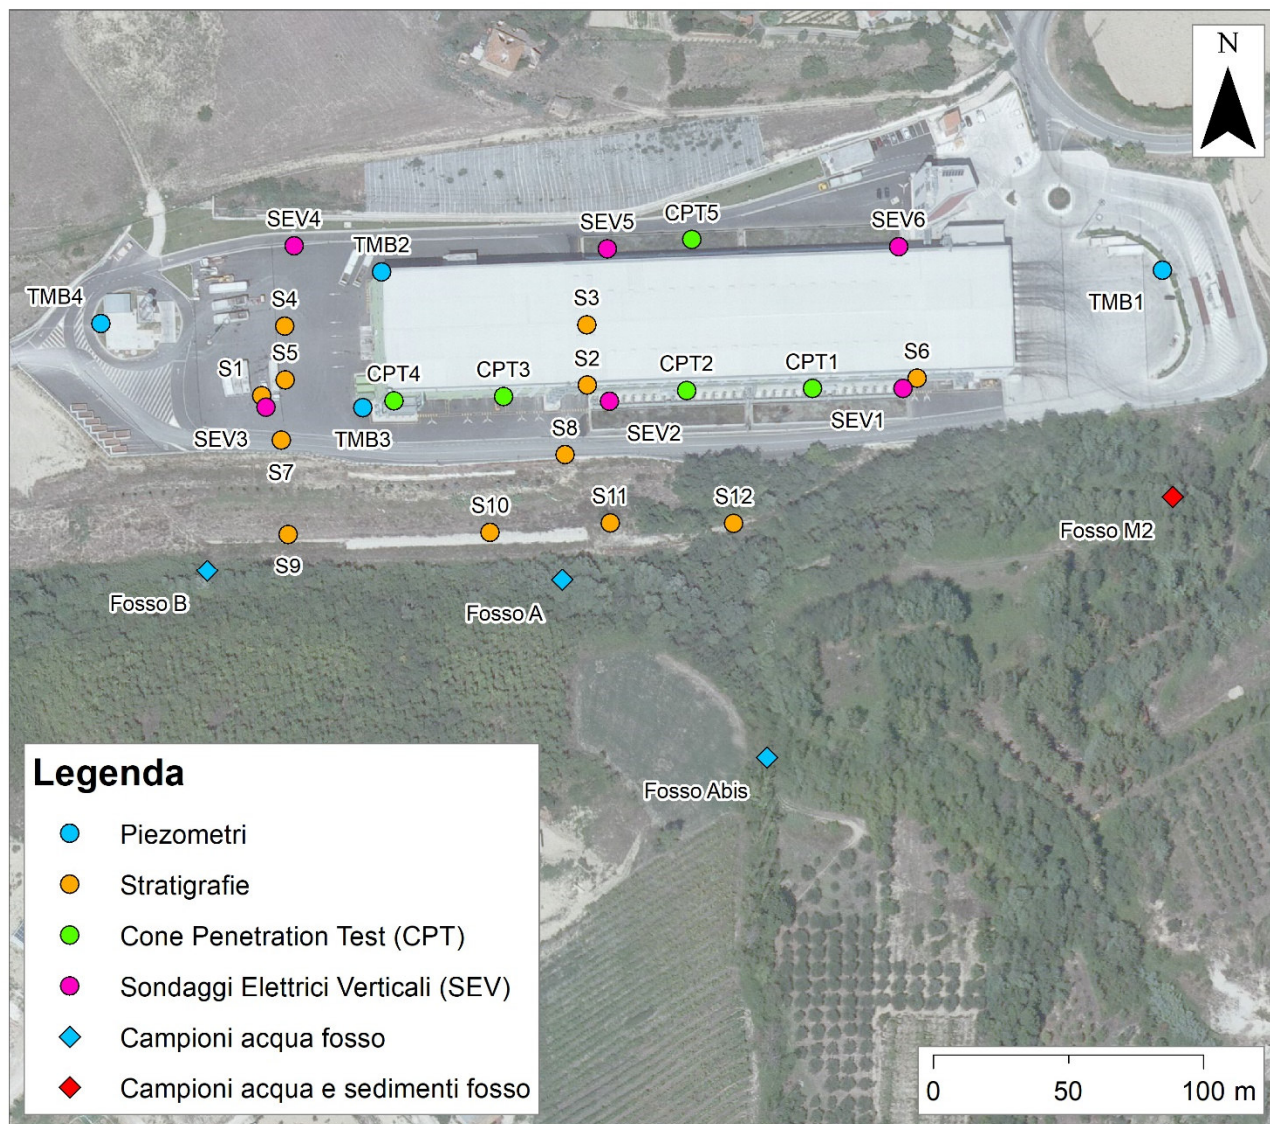 N
SEV4
SEV5
CPT5
SEV6
TMB2
TMB4
S4
S3
TMB1
S1
S5
CPT4
CPT3
S2
CPT2
CPT1
S6
SEV3
TMB3
SEV2
SEV1
S7
S8
S9
S10
S11
S12
Fosso M2
Fosso B
Fosso A
Fosso Abis
Legenda
Piezometri
Stratigrafie
Cone Penetration Test (CPT)
Sondaggi Elettrici Verticali (SEV)
Campioni acqua fosso
Campioni acqua e sedimenti fosso
0 50 100 m